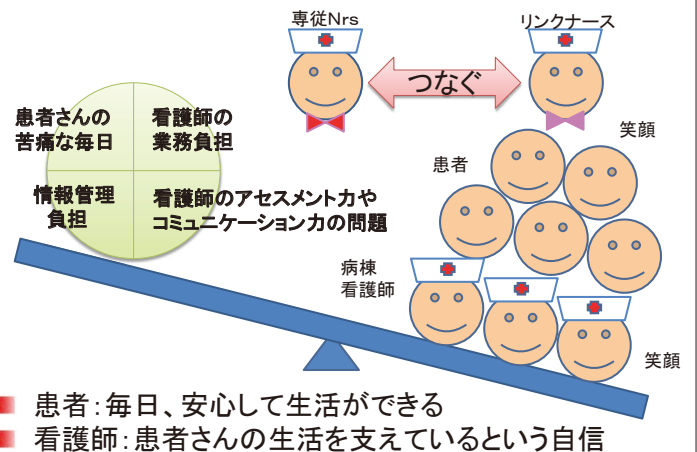 専従Nrs
リンクナース
つなぐ
患者さんの
苦痛な毎日
看護師の
業務負担
情報管理
負担
看護師のアセスメント力や
コミュニケーション力の問題
笑顔
患者
病棟
看護師
笑顔
患者：毎日、安心して生活ができる
看護師：患者さんの生活を支えているという自信